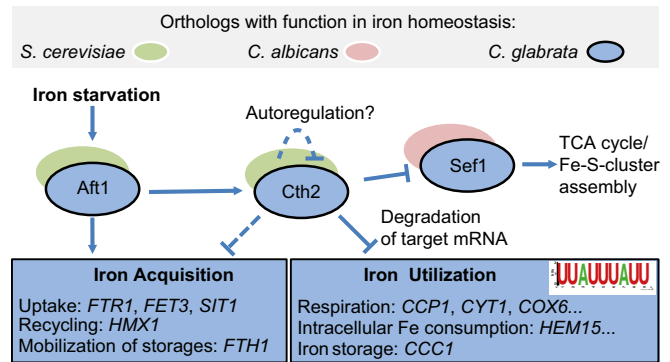 Orthologs with function in iron homeostasis:
S. cerevisiae C. albicans C. glabrata
Iron starvation
Autoregulation?
Aft1
Cth2
Sef1
TCA cycle/
Fe-S-cluster
assembly
Degradation
of target mRNA
Iron Acquisition
Uptake: FTR1, FET3, SIT1
Recycling: HMX1
Mobilization of storages: FTH1
Iron Utilization
UUAUUUAUU
Respiration: CCP1, CYT1, COX6...
Intracellular Fe consumption: HEM15...
Iron storage: CCC1